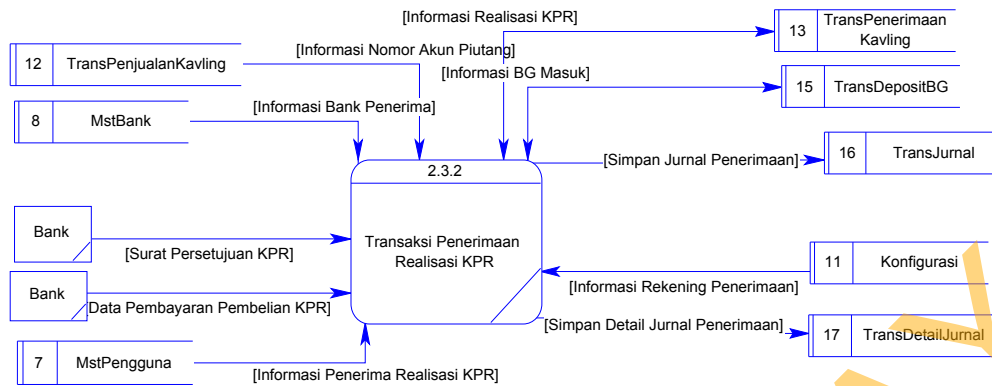 [Informasi Realisasi KPR]
13
TransPenerimaan
Kavling
12
TransPenjualanKavling
[Informasi Nomor Akun Piutang]
[Informasi BG Masuk]
15
TransDepositBG
8
MstBank
[Informasi Bank Penerima]
2.3.2
[Simpan Jurnal Penerimaan]
16
TransJurnal
Bank
[Surat Persetujuan KPR]
Transaksi Penerimaan
Realisasi KPR
11
Konfigurasi
Bank
[Data Pembayaran Pembelian KPR]
[Informasi Rekening Penerimaan]
[Simpan Detail Jurnal Penerimaan]
17
TransDetailJurnal
7
MstPengguna
[Informasi Penerima Realisasi KPR]